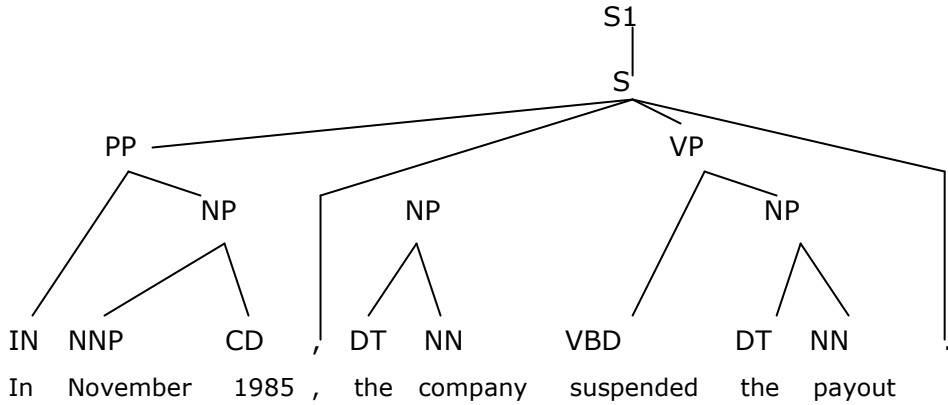 S1
S
PP VP
NP NP NP
IN NNP CD , DT NN VBD DT NN .
In November 1985 , the company suspended the payout